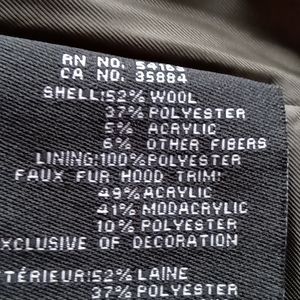 RN NO. 54163
CA NO. 35884
SHELL:52% WOOL
37% POLYESTER
5% ACRYLIC
6% OTHER FIBERS
LINING:100% POLYESTER
FAUX FUR HOOD TRIM:
49% ACRYLIC
41% MODACRYLIC
10% POLYESTER
XCLUSIVE OF DECORATION
TÉRIEUR:52% LAINE
37% POLYESTER